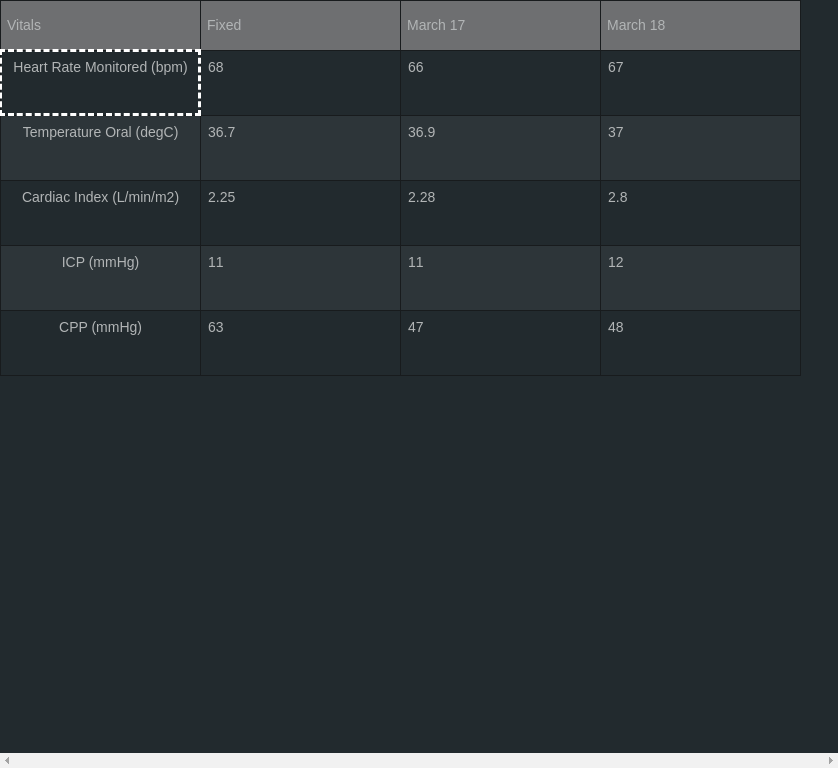 Vitals Fixed March 17 March 18
Heart Rate Monitored (bpm) 68 66 67
Temperature Oral (degC) 36.7 36.9 37
Cardiac Index (L/min/m2) 2.25 2.28 2.8
ICP (mmHg) 11 11 12
CPP (mmHg) 63 47 48